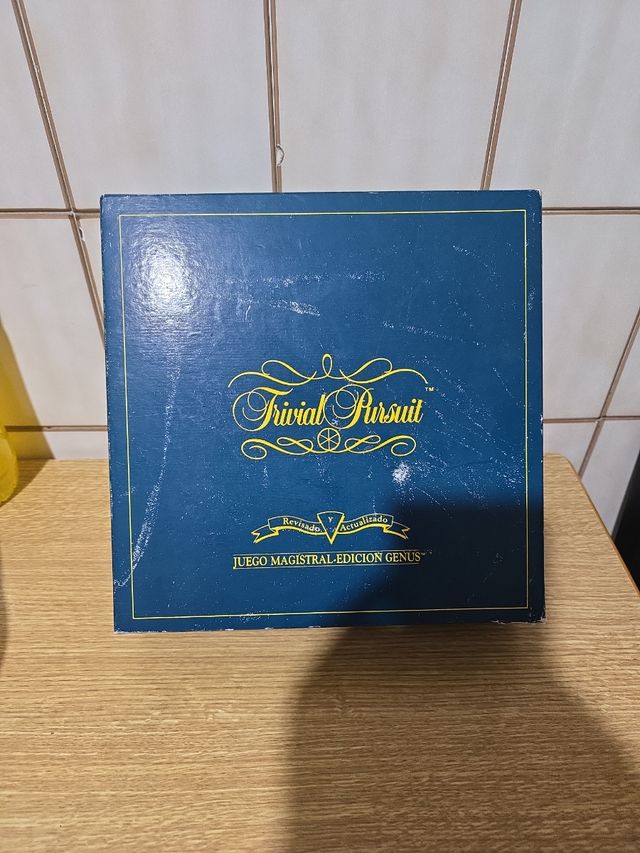 Trivial Pursuit™
Revisado Y Actualizado
JUEGO MAGISTRAL-EDICION GENUS™